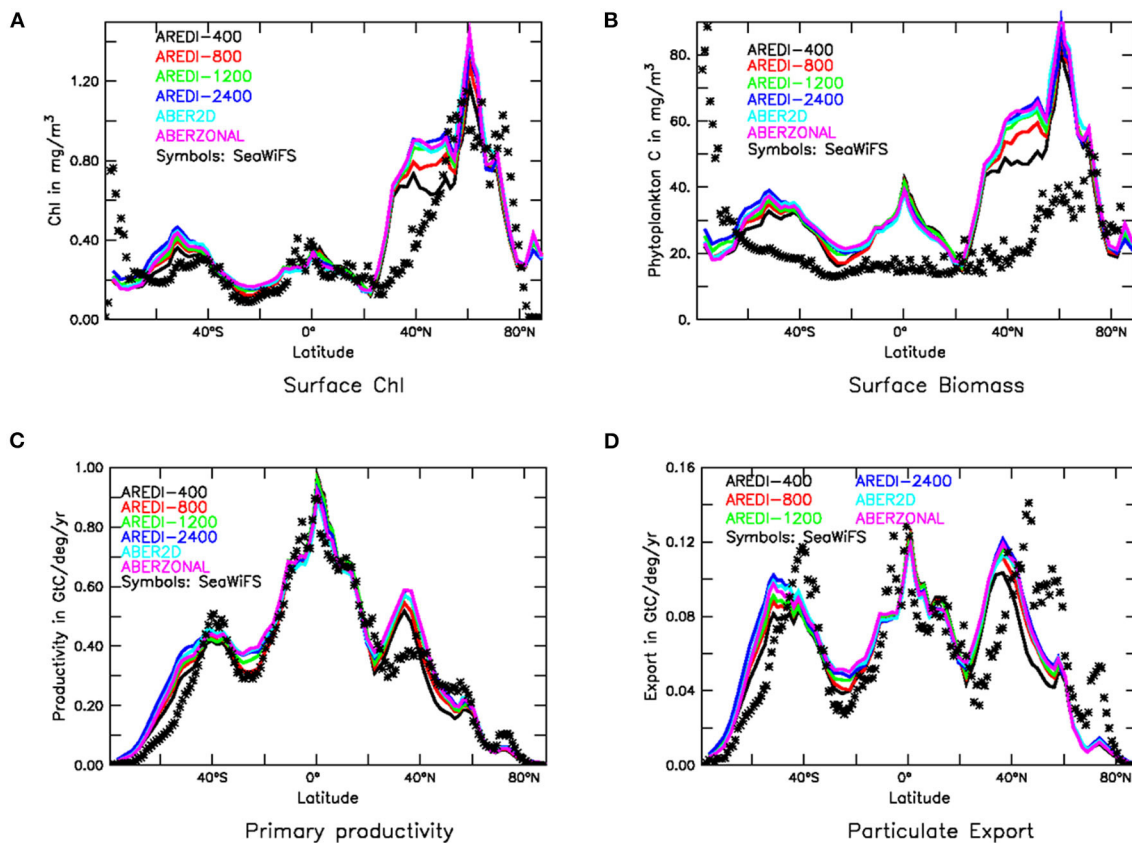 A
Chl in mg/m³
1.20
0.80
0.40
0.00
AREDI-400
AREDI-800
AREDI-1200
AREDI-2400
ABER2D
ABERZONAL
Symbols: SeaWiFS
40°S 0° 40°N 80°N
Latitude
Surface Chl
B
Phytoplankton C in mg/m³
80.
60.
40.
20.
0.
AREDI-400
AREDI-800
AREDI-1200
AREDI-2400
ABER2D
ABERZONAL
Symbols: SeaWiFS
40°S 0° 40°N 80°N
Latitude
Surface Biomass
C
Productivity in GtC/deg/yr
1.00
0.80
0.60
0.40
0.20
0.00
AREDI-400
AREDI-800
AREDI-1200
AREDI-2400
ABER2D
ABERZONAL
Symbols: SeaWiFS
40°S 0° 40°N 80°N
Latitude
Primary productivity
D
Export in GtC/deg/yr
0.16
0.12
0.08
0.04
0.00
AREDI-400 AREDI-2400
AREDI-800 ABER2D
AREDI-1200 ABERZONAL
Symbols: SeaWiFS
40°S 0° 40°N 80°N
Latitude
Particulate Export